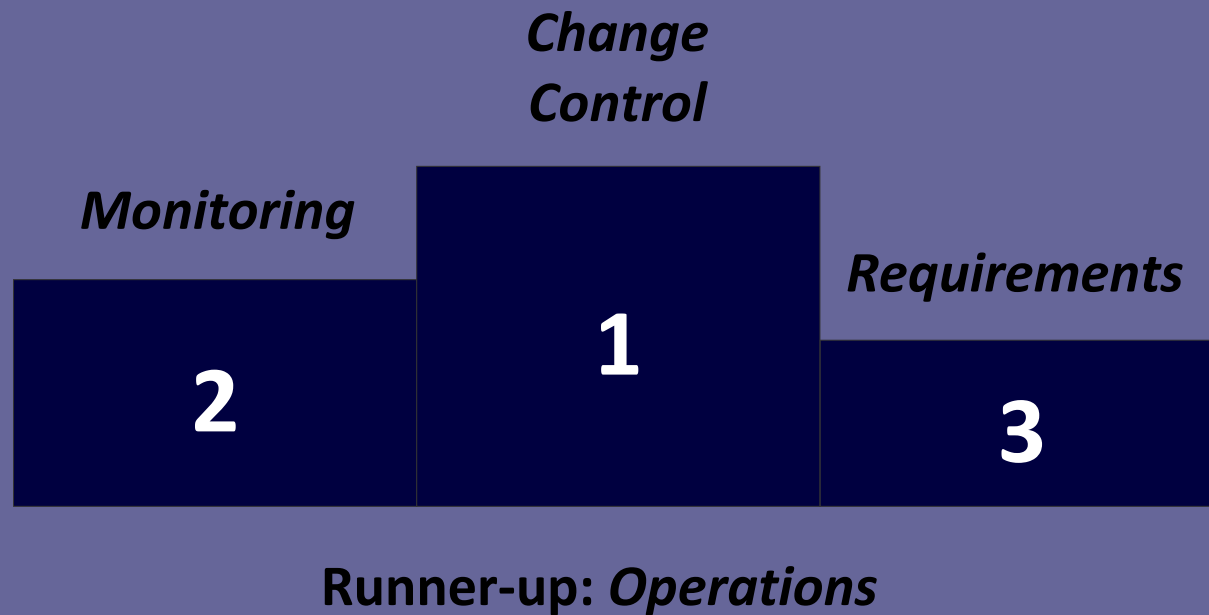 Change
Control
Monitoring
Requirements
1
2
3
Runner-up: Operations